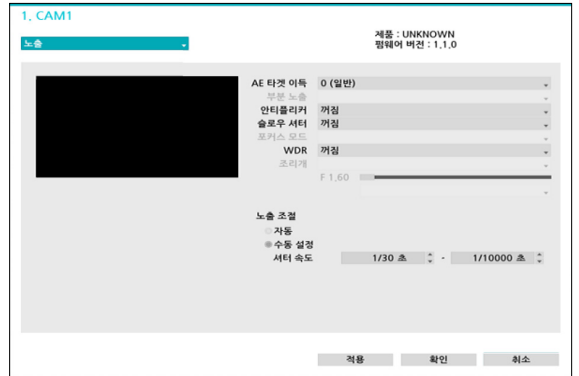 1. CAM1
제품 : UNKNOWN
노출
펌웨어 버전 : 1.1.0
AE 타겟 이득 0 (일반)
부분 노출
안티플리커 꺼짐
슬로우 셔터 꺼짐
포커스 모드
WDR 꺼짐
조리개
F 1.60
노출 조절
자동
수동 설정
셔터 속도 1/30 초 - 1/10000 초
적용 확인 취소